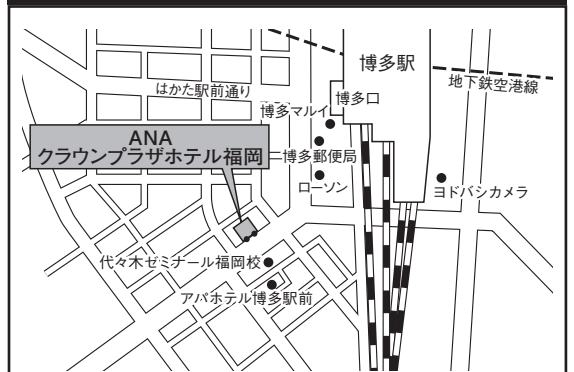 博多駅
地下鉄空港線
はかた駅前通り
博多口
博多マルイ
ANA
クラウンプラザホテル福岡
博多郵便局
ローソン
ヨドバシカメラ
代々木ゼミナール福岡校
アパホテル博多駅前